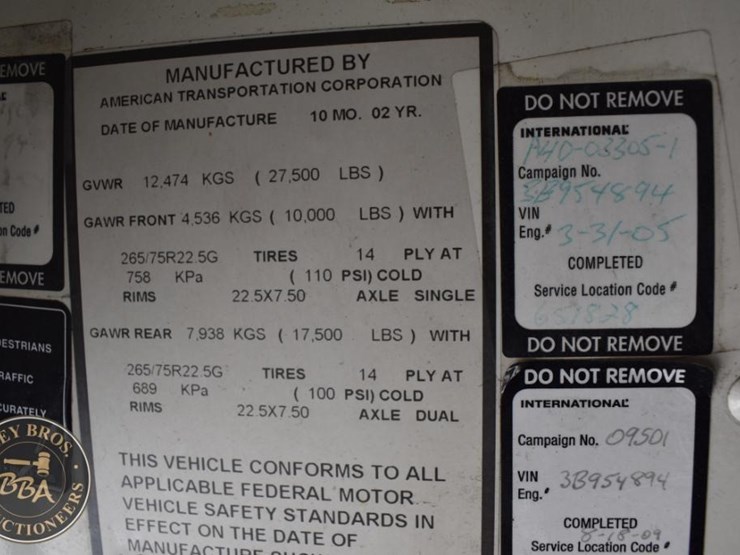 EMOVE
TED
on Code #
EMOVE
DESTRIANS
RAFFIC
CURATELY
EY BROS.
BBA
CTIONEERS
MANUFACTURED BY
AMERICAN TRANSPORTATION CORPORATION
DATE OF MANUFACTURE 10 MO. 02 YR.
GVWR 12,474 KGS ( 27,500 LBS )
GAWR FRONT 4,536 KGS ( 10,000 LBS ) WITH
265/75R22.5G TIRES 14 PLY AT
758 KPa ( 110 PSI) COLD
RIMS 22.5X7.50 AXLE SINGLE
GAWR REAR 7,938 KGS ( 17,500 LBS ) WITH
265/75R22.5G TIRES 14 PLY AT
689 KPa ( 100 PSI) COLD
RIMS 22.5X7.50 AXLE DUAL
THIS VEHICLE CONFORMS TO ALL
APPLICABLE FEDERAL MOTOR
VEHICLE SAFETY STANDARDS IN
EFFECT ON THE DATE OF
DO NOT REMOVE
INTERNATIONAL
Campaign No.
3B954894
VIN
Eng.# 3-31-05
COMPLETED
Service Location Code #
DO NOT REMOVE
DO NOT REMOVE
INTERNATIONAL
Campaign No. 09501
VIN 3B954894
Eng.#
COMPLETED
8-18-09
Service Location Code #